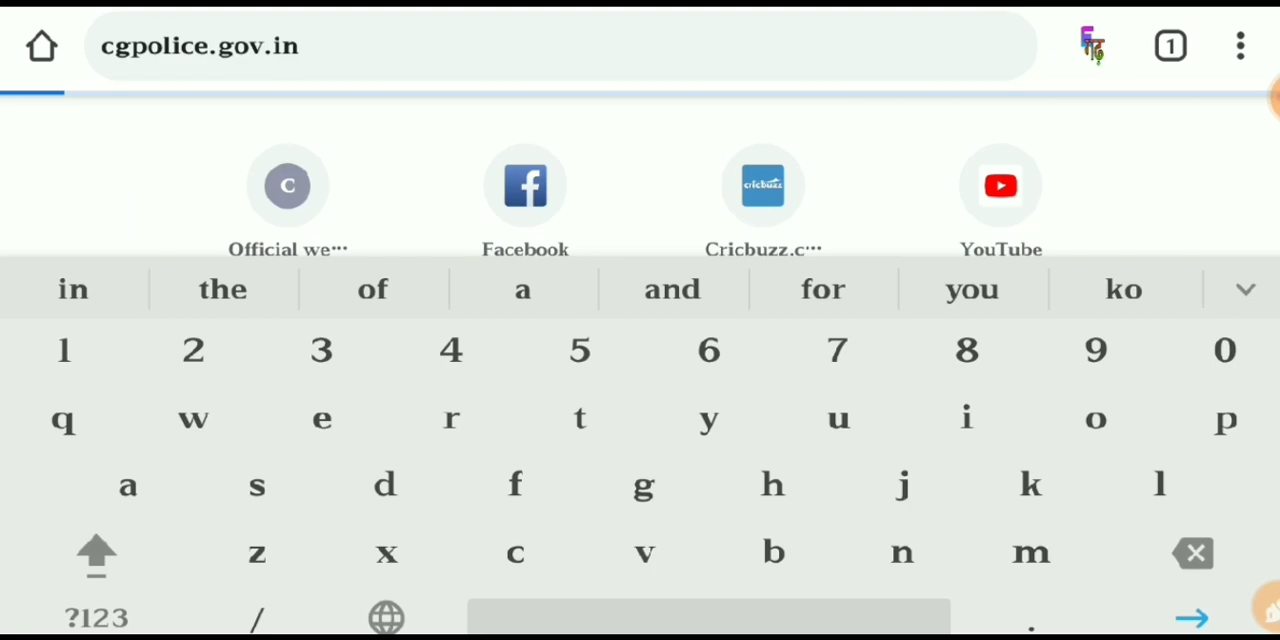 cgpolice.gov.in
1
C
f
cricbuzz
Official we...
Facebook
Cricbuzz.c...
YouTube
in the of a and for you ko
1 2 3 4 5 6 7 8 9 0
q w e r t y u i o p
a s d f g h j k l
z x c v b n m
?123 / .